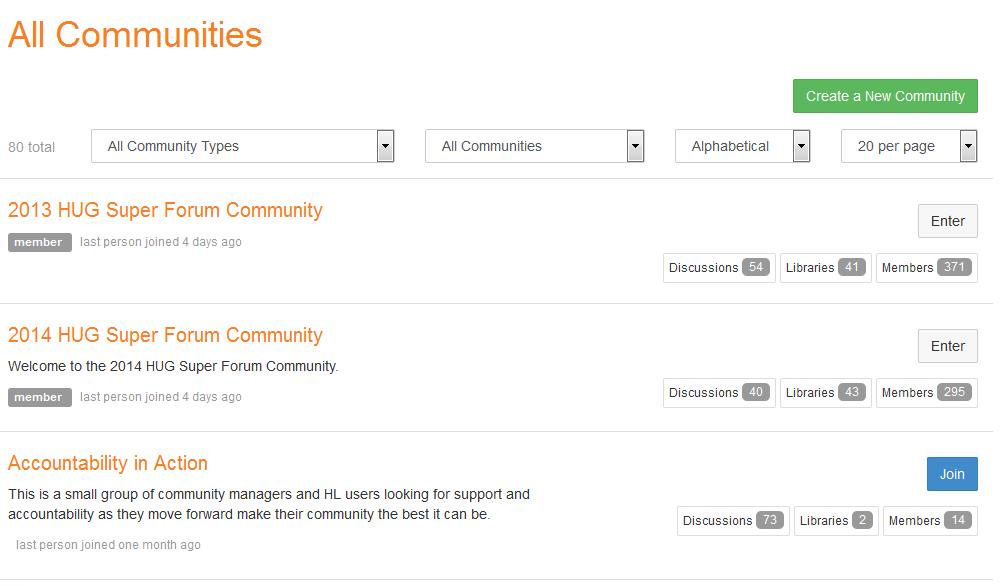 All Communities
Create a New Community
80 total All Community Types All Communities Alphabetical 20 per page
2013 HUG Super Forum Community
Enter
member last person joined 4 days ago
Discussions 54 Libraries 41 Members 371
2014 HUG Super Forum Community
Enter
Welcome to the 2014 HUG Super Forum Community.
member last person joined 4 days ago
Discussions 40 Libraries 43 Members 295
Accountability in Action
Join
This is a small group of community managers and HL users looking for support and
accountability as they move forward make their community the best it can be.
Discussions 73 Libraries 2 Members 14
last person joined one month ago